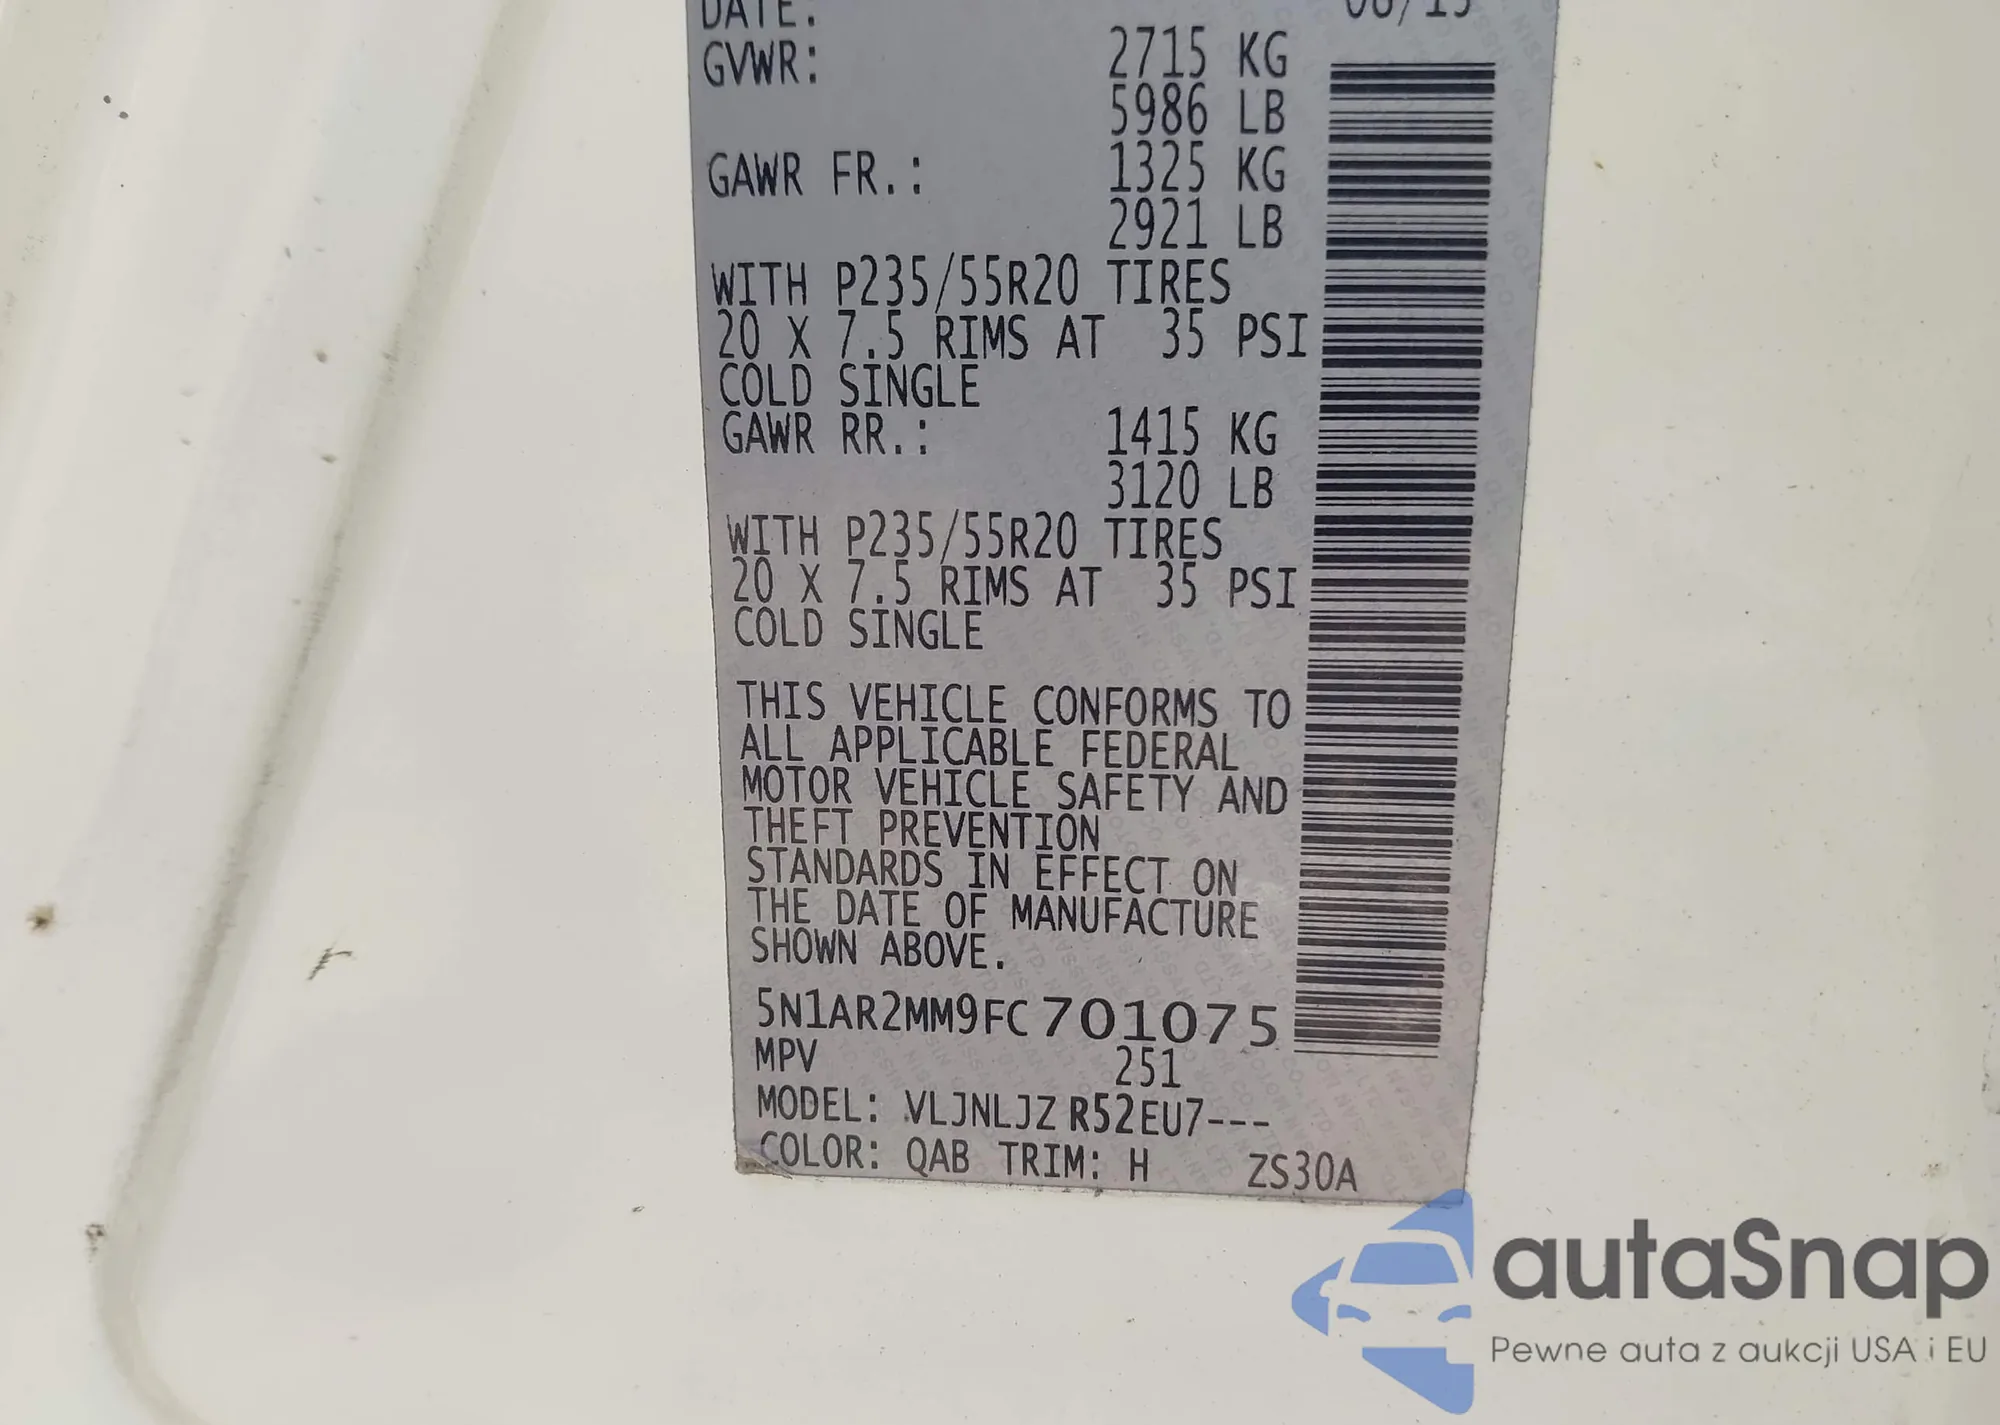 DATE: 08/15
GVWR: 2715 KG
5986 LB
GAWR FR.: 1325 KG
2921 LB
WITH P235/55R20 TIRES
20 X 7.5 RIMS AT 35 PSI
COLD SINGLE
GAWR RR.: 1415 KG
3120 LB
WITH P235/55R20 TIRES
20 X 7.5 RIMS AT 35 PSI
COLD SINGLE
THIS VEHICLE CONFORMS TO
ALL APPLICABLE FEDERAL
MOTOR VEHICLE SAFETY AND
THEFT PREVENTION
STANDARDS IN EFFECT ON
THE DATE OF MANUFACTURE
SHOWN ABOVE.
5N1AR2MM9FC701075
MPV 251
MODEL: VLJNLJZ R52EU7---
COLOR: QAB TRIM: H ZS30A
autaSnap
Pewne auta z aukcji USA i EU